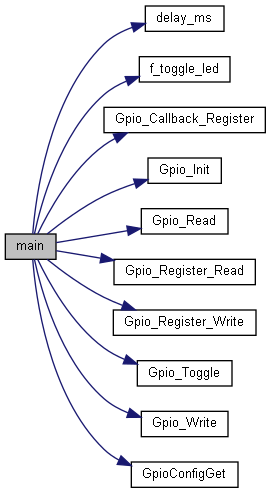 delay_ms
f_toggle_led
Gpio_Callback_Register
Gpio_Init
main
Gpio_Read
Gpio_Register_Read
Gpio_Register_Write
Gpio_Toggle
Gpio_Write
GpioConfigGet